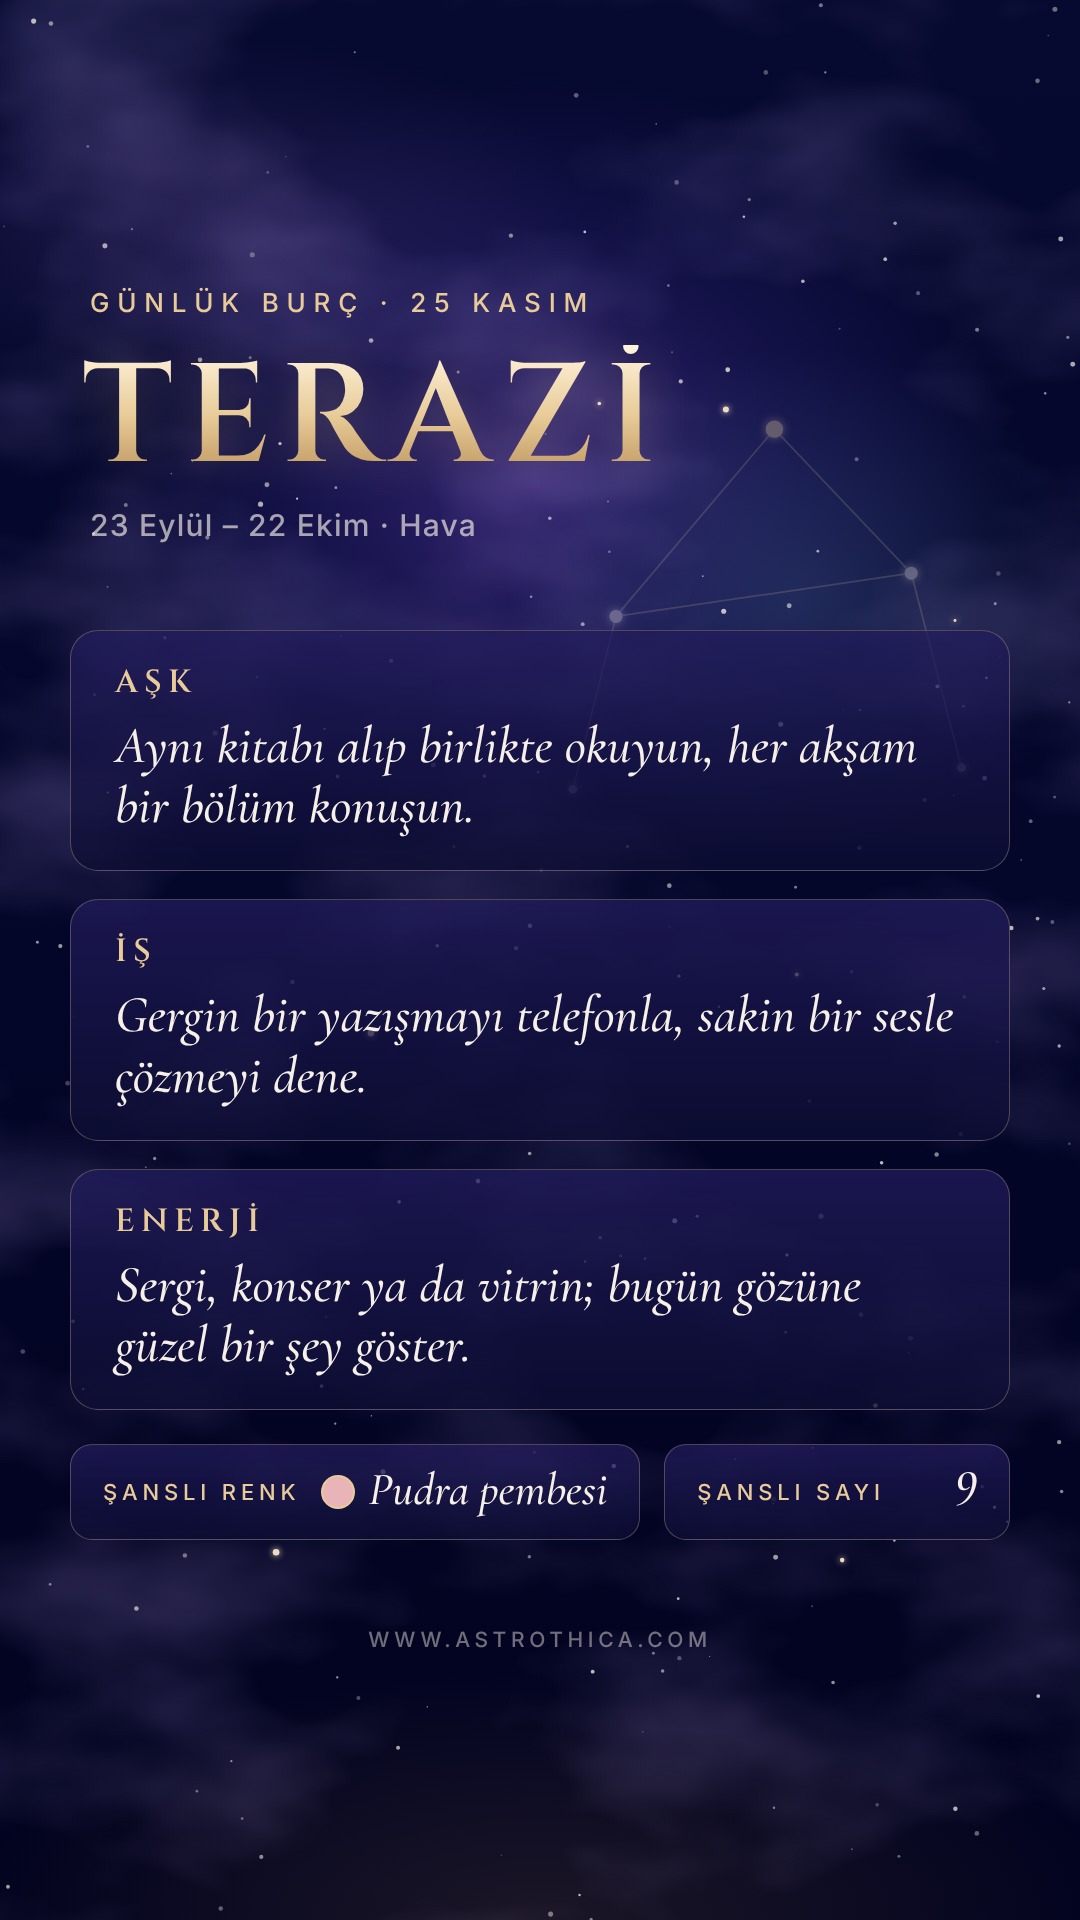 GÜNLÜK BURÇ · 25 KASIM
TERAZİ
23 Eylül – 22 Ekim · Hava
AŞK
Aynı kitabı alıp birlikte okuyun, her akşam
bir bölüm konuşun.
İŞ
Gergin bir yazışmayı telefonla, sakin bir sesle
çözmeyi dene.
ENERJİ
Sergi, konser ya da vitrin; bugün gözüne
güzel bir şey göster.
ŞANSLI RENK Pudra pembesi
ŞANSLI SAYI 9
WWW.ASTROTHICA.COM